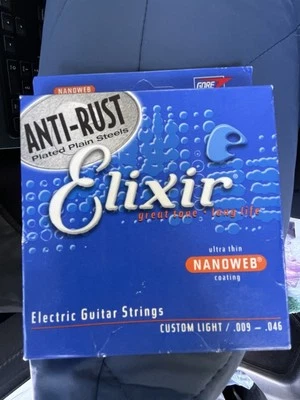 NANOWEB
GORE
ANTI-RUST
Plated Plain Steels
Elixir
great tone • long life
ultra thin
NANOWEB®
coating
Electric Guitar Strings
CUSTOM LIGHT / .009 – .046